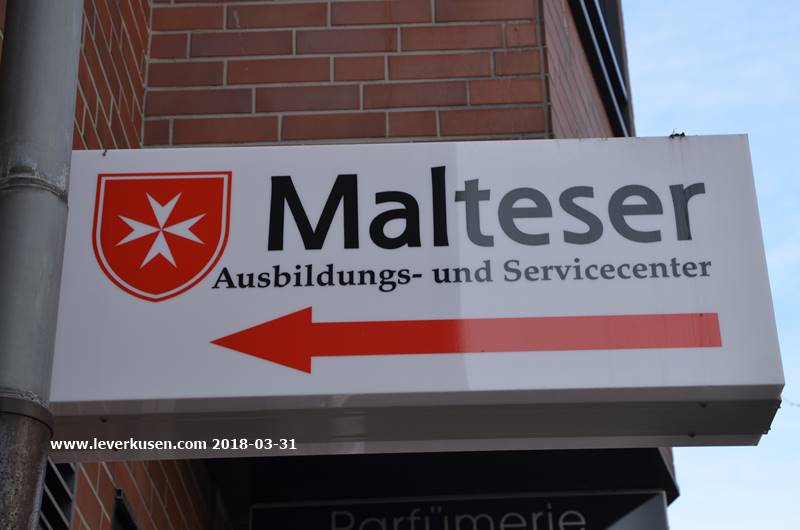 Malteser
Ausbildungs- und Servicecenter
www.leverkusen.com 2018-03-31
Parfümerie